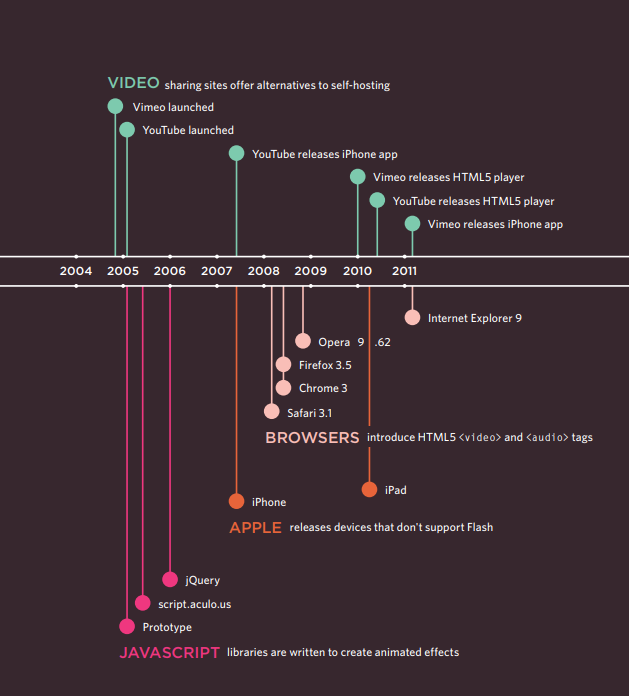 VIDEO sharing sites offer alternatives to self-hosting
Vimeo launched
YouTube launched
YouTube releases iPhone app
Vimeo releases HTML5 player
YouTube releases HTML5 player
Vimeo releases iPhone app
2004 2005 2006 2007 2008 2009 2010 2011
Internet Explorer 9
Opera 9 .62
Firefox 3.5
Chrome 3
Safari 3.1
BROWSERS introduce HTML5 <video> and <audio> tags
iPad
iPhone
APPLE releases devices that don't support Flash
jQuery
script.aculo.us
Prototype
JAVASCRIPT libraries are written to create animated effects